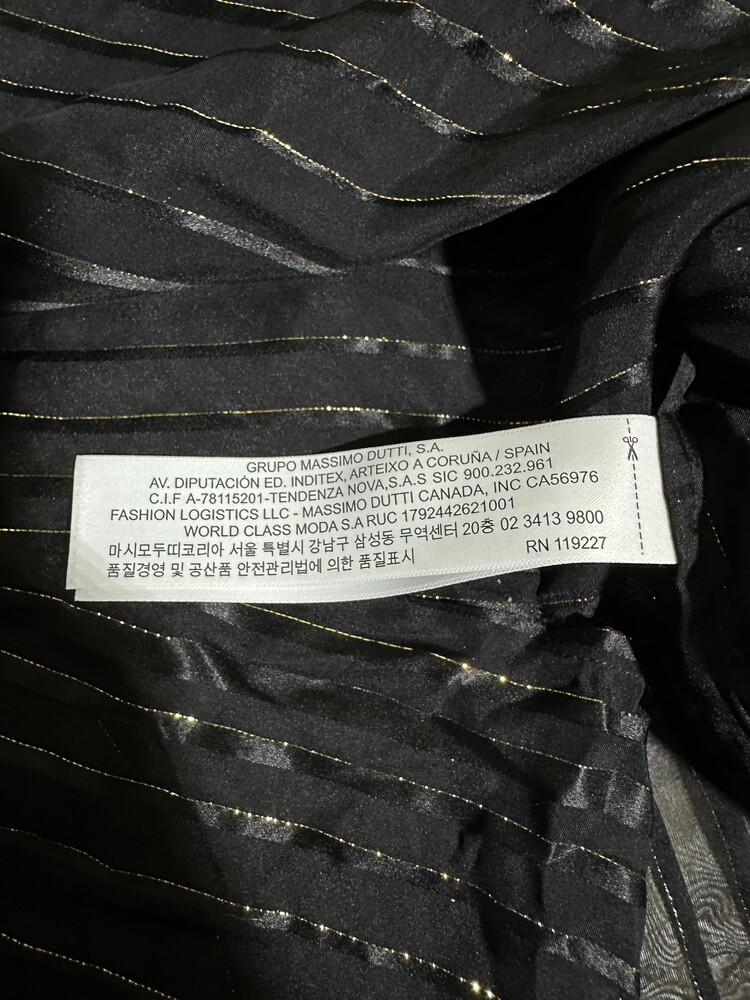 GRUPO MASSIMO DUTTI, S.A.
AV. DIPUTACIÓN ED. INDITEX, ARTEIXO A CORUÑA / SPAIN
C.I.F A-78115201-TENDENZA NOVA,S.A.S SIC 900.232.961
FASHION LOGISTICS LLC - MASSIMO DUTTI CANADA, INC CA56976
WORLD CLASS MODA S.A RUC 1792442621001
마시모두띠코리아 서울 특별시 강남구 삼성동 무역센터 20층 02 3413 9800
품질경영 및 공산품 안전관리법에 의한 품질표시 RN 119227